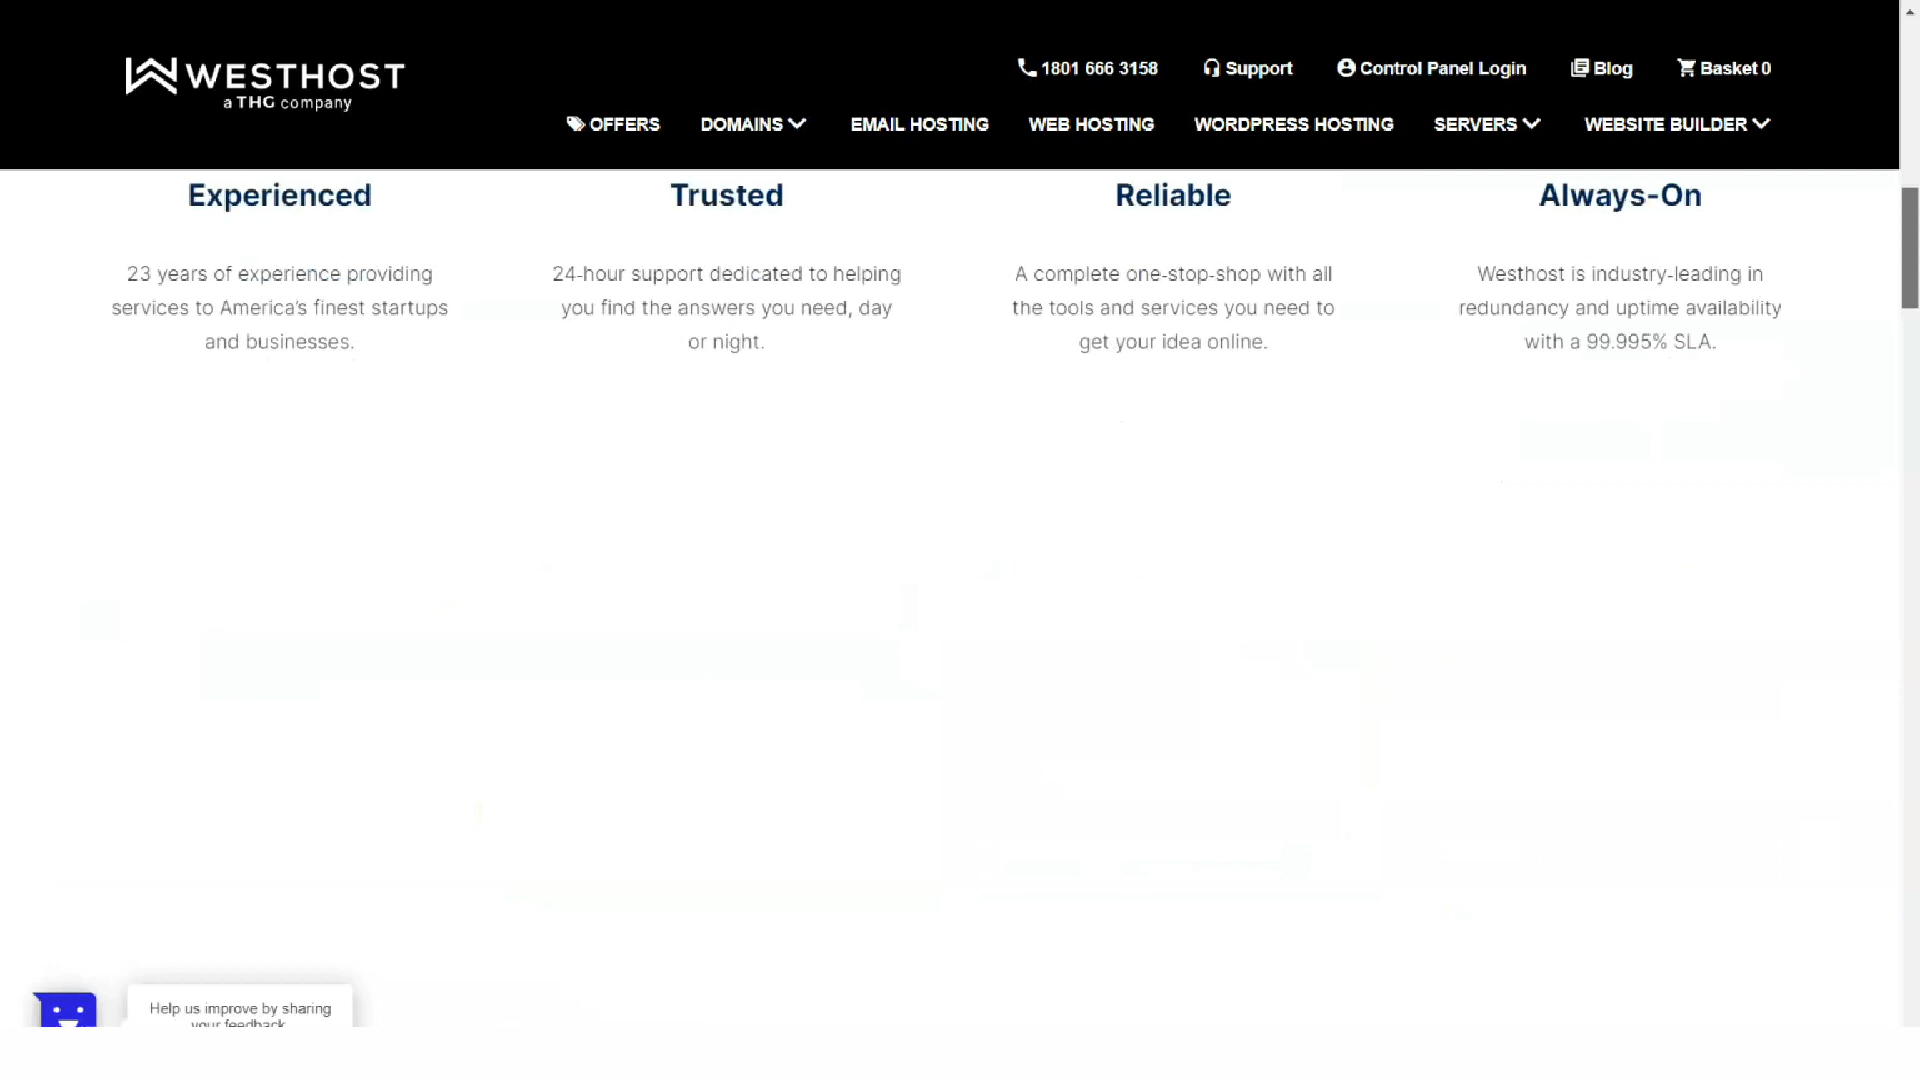 WESTHOST
a THG company
1801 666 3158 Support Control Panel Login Blog Basket 0
OFFERS DOMAINS EMAIL HOSTING WEB HOSTING WORDPRESS HOSTING SERVERS WEBSITE BUILDER
Experienced
23 years of experience providing
services to America’s finest startups
and businesses.
Trusted
24-hour support dedicated to helping
you find the answers you need, day
or night.
Reliable
A complete one-stop-shop with all
the tools and services you need to
get your idea online.
Always-On
Westhost is industry-leading in
redundancy and uptime availability
with a 99.995% SLA.
Help us improve by sharing
your feedback